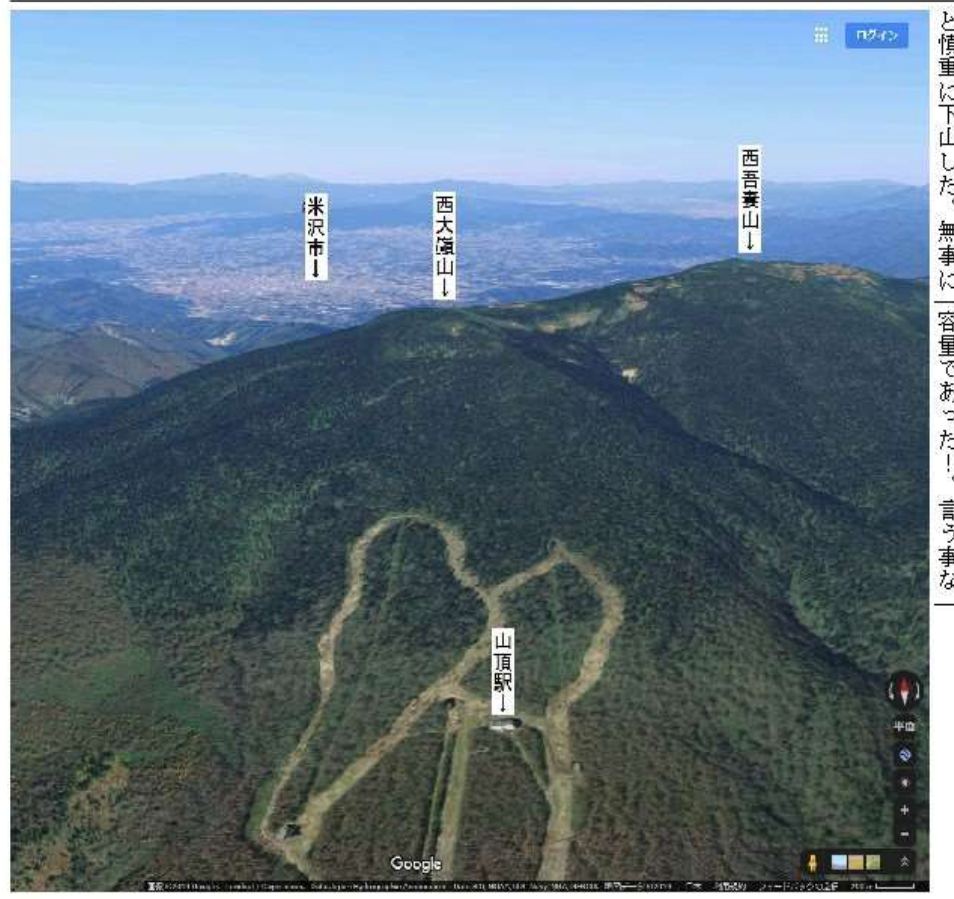 と慎重に下山した。無事に
容量であった!。言う事な
ログイン
西吾妻山→
西大巓山→
米沢市→
山頂駅→
平面
Google